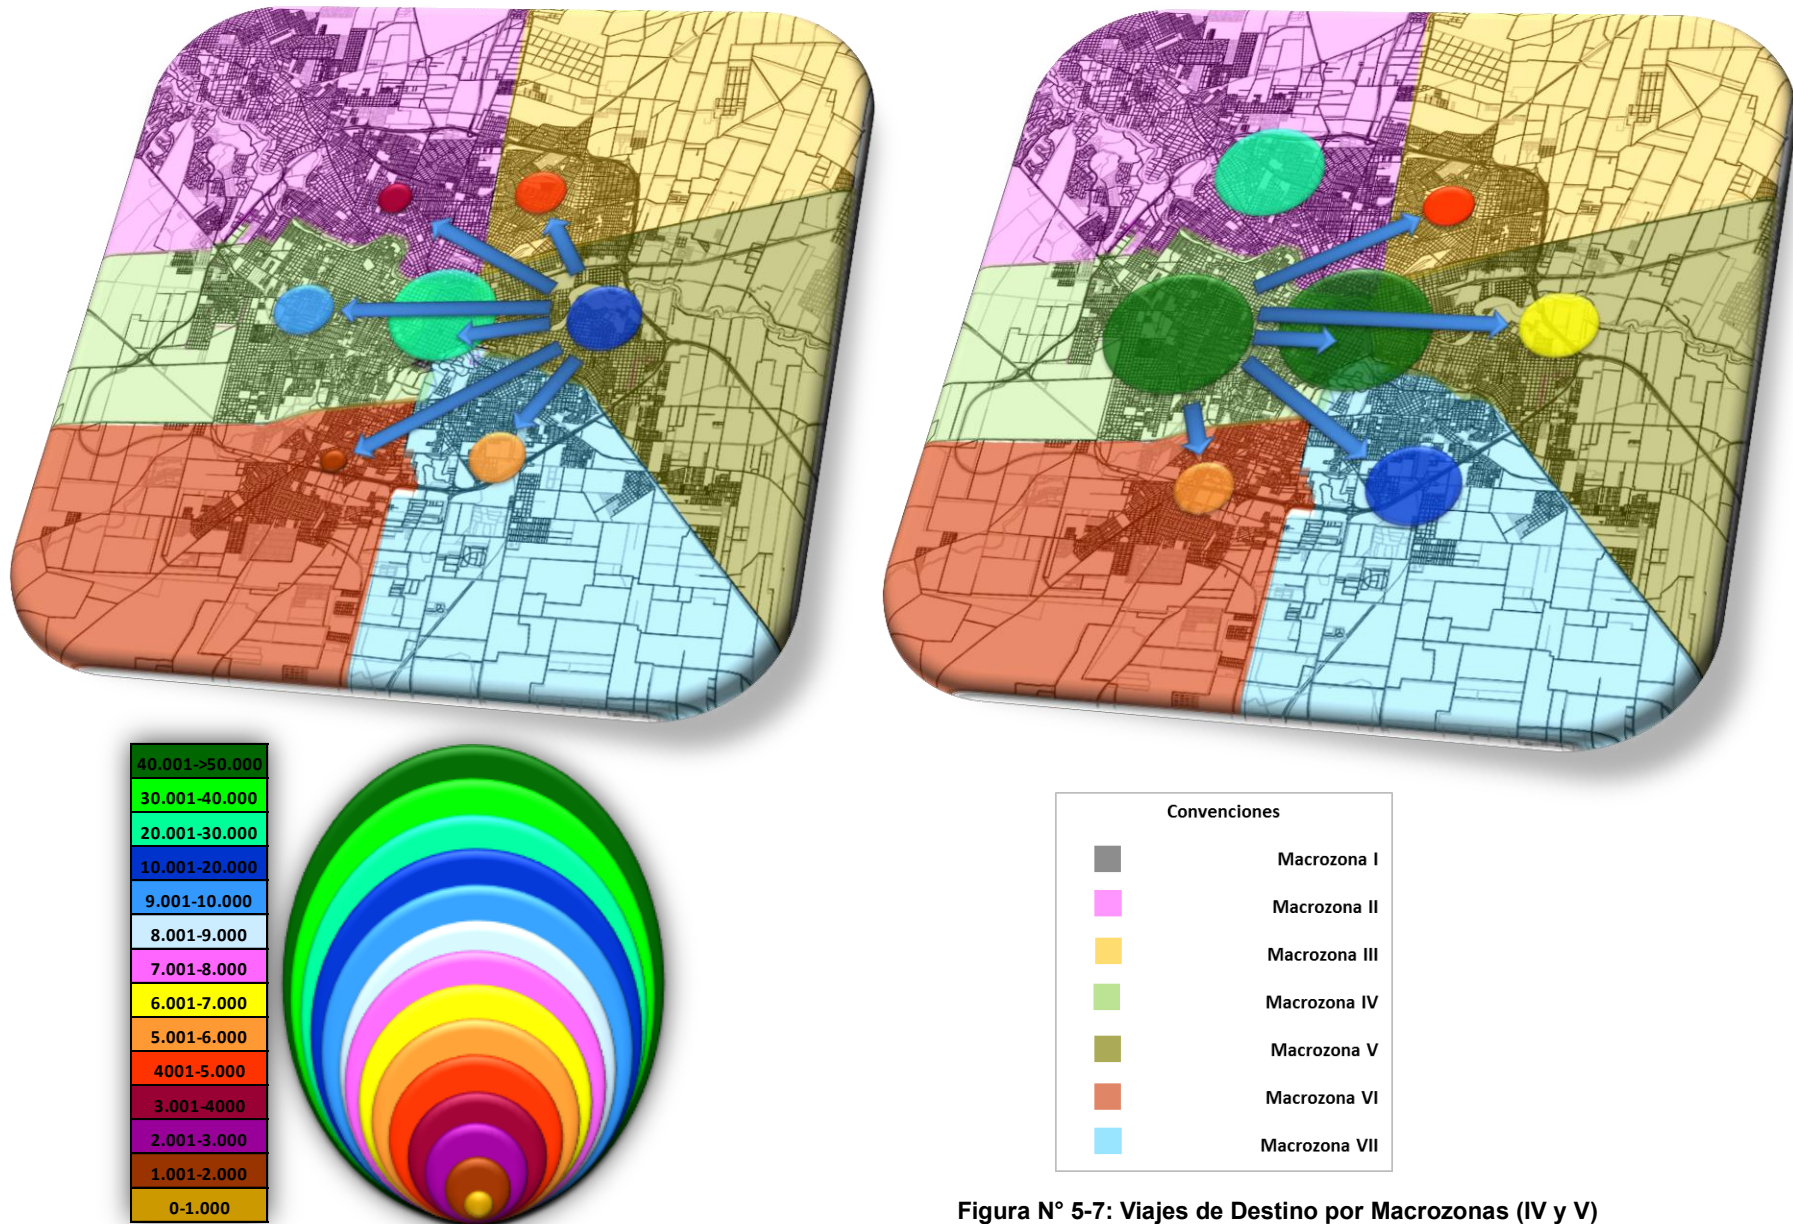 40.001->50.000
30.001-40.000
20.001-30.000
10.001-20.000
9.001-10.000
8.001-9.000
7.001-8.000
6.001-7.000
5.001-6.000
4001-5.000
3.001-4000
2.001-3.000
1.001-2.000
0-1.000
Convenciones
Macrozona I
Macrozona II
Macrozona III
Macrozona IV
Macrozona V
Macrozona VI
Macrozona VII
Figura N° 5-7: Viajes de Destino por Macrozonas (IV y V)